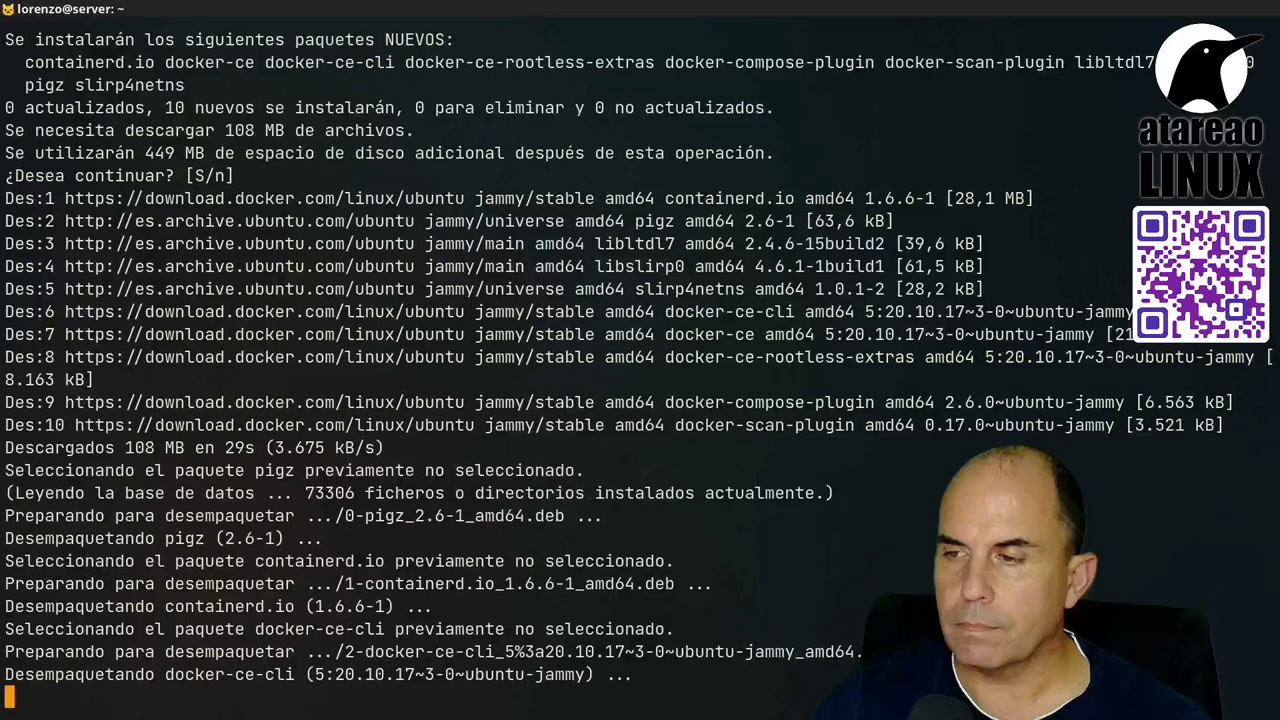 lorenzo@server: ~
Se instalarán los siguientes paquetes NUEVOS:
containerd.io docker-ce docker-ce-cli docker-ce-rootless-extras docker-compose-plugin docker-scan-plugin libltdl7 0
pigz slirp4netns
0 actualizados, 10 nuevos se instalarán, 0 para eliminar y 0 no actualizados.
Se necesita descargar 108 MB de archivos.
Se utilizarán 449 MB de espacio de disco adicional después de esta operación.
¿Desea continuar? [S/n]
Des:1 https://download.docker.com/linux/ubuntu jammy/stable amd64 containerd.io amd64 1.6.6-1 [28,1 MB]
Des:2 http://es.archive.ubuntu.com/ubuntu jammy/universe amd64 pigz amd64 2.6-1 [63,6 kB]
Des:3 http://es.archive.ubuntu.com/ubuntu jammy/main amd64 libltdl7 amd64 2.4.6-15build2 [39,6 kB]
Des:4 http://es.archive.ubuntu.com/ubuntu jammy/main amd64 libslirp0 amd64 4.6.1-1build1 [61,5 kB]
Des:5 http://es.archive.ubuntu.com/ubuntu jammy/universe amd64 slirp4netns amd64 1.0.1-2 [28,2 kB]
Des:6 https://download.docker.com/linux/ubuntu jammy/stable amd64 docker-ce-cli amd64 5:20.10.17~3-0~ubuntu-jammy
Des:7 https://download.docker.com/linux/ubuntu jammy/stable amd64 docker-ce amd64 5:20.10.17~3-0~ubuntu-jammy [21
Des:8 https://download.docker.com/linux/ubuntu jammy/stable amd64 docker-ce-rootless-extras amd64 5:20.10.17~3-0~ubuntu-jammy [
8.163 kB]
Des:9 https://download.docker.com/linux/ubuntu jammy/stable amd64 docker-compose-plugin amd64 2.6.0~ubuntu-jammy [6.563 kB]
Des:10 https://download.docker.com/linux/ubuntu jammy/stable amd64 docker-scan-plugin amd64 0.17.0~ubuntu-jammy [3.521 kB]
Descargados 108 MB en 29s (3.675 kB/s)
Seleccionando el paquete pigz previamente no seleccionado.
(Leyendo la base de datos ... 73306 ficheros o directorios instalados actualmente.)
Preparando para desempaquetar .../0-pigz_2.6-1_amd64.deb ...
Desempaquetando pigz (2.6-1) ...
Seleccionando el paquete containerd.io previamente no seleccionado.
Preparando para desempaquetar .../1-containerd.io_1.6.6-1_amd64.deb ...
Desempaquetando containerd.io (1.6.6-1) ...
Seleccionando el paquete docker-ce-cli previamente no seleccionado.
Preparando para desempaquetar .../2-docker-ce-cli_5%3a20.10.17~3-0~ubuntu-jammy_amd64.
Desempaquetando docker-ce-cli (5:20.10.17~3-0~ubuntu-jammy) ...
atareao
LINUX